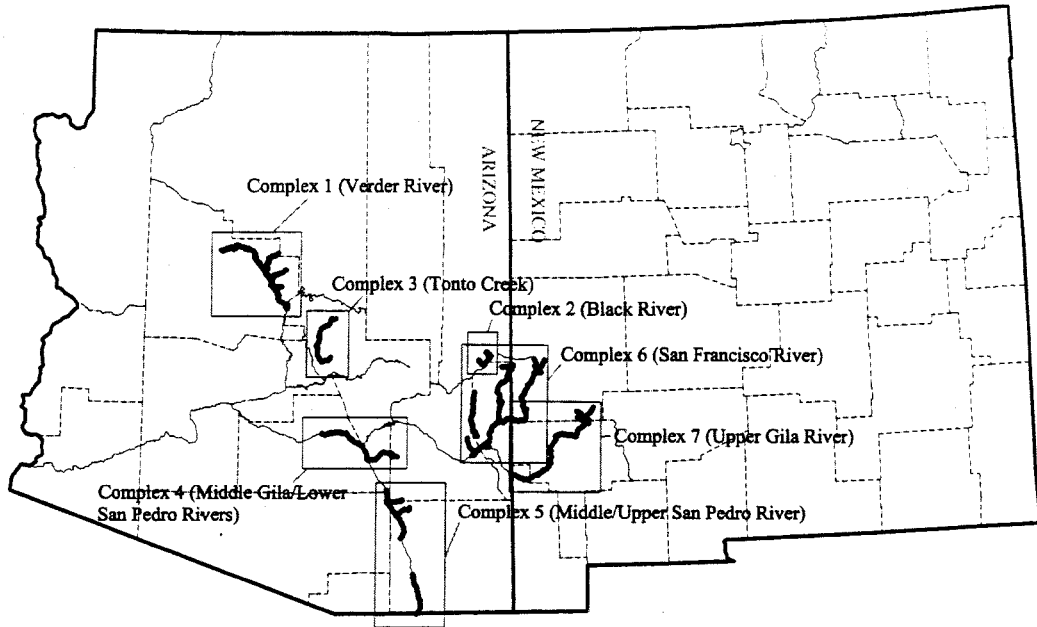 ARIZONA
NEW MEXICO
Complex 1 (Verder River)
Complex 3 (Tonto Creek)
Complex 2 (Black River)
Complex 6 (San Francisco River)
Complex 7 (Upper Gila River)
Complex 4 (Middle Gila/Lower
San Pedro Rivers)
Complex 5 (Middle/Upper San Pedro River)